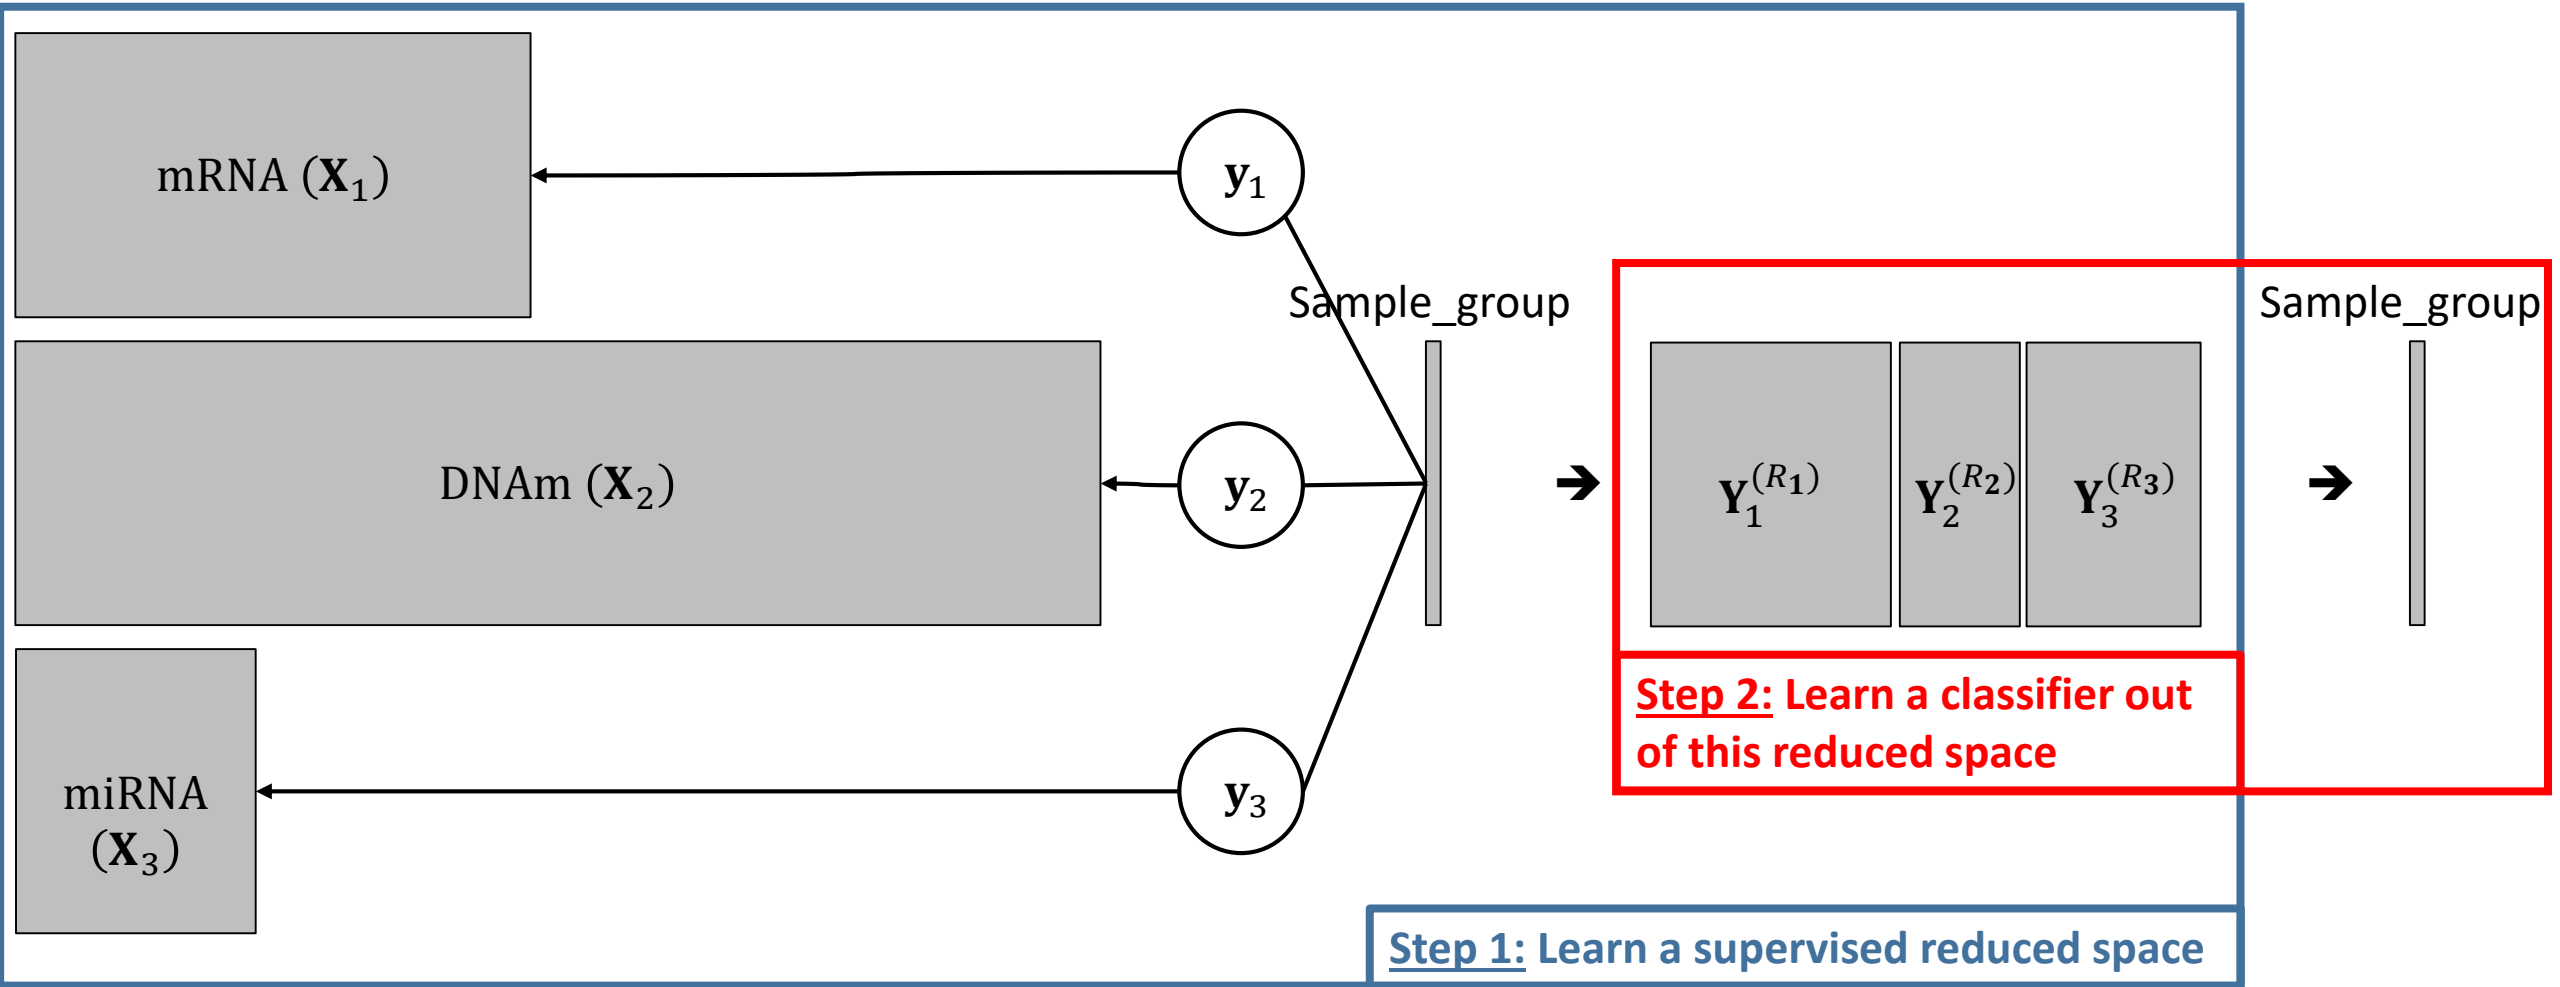 mRNA (𝐗₁)
y₁
Sample_group
Sample_group
DNAm (𝐗₂)
y₂
➔
Y₁^(R₁)
Y₂^(R₂)
Y₃^(R₃)
➔
Step 2: Learn a classifier out
of this reduced space
miRNA
(𝐗₃)
y₃
Step 1: Learn a supervised reduced space